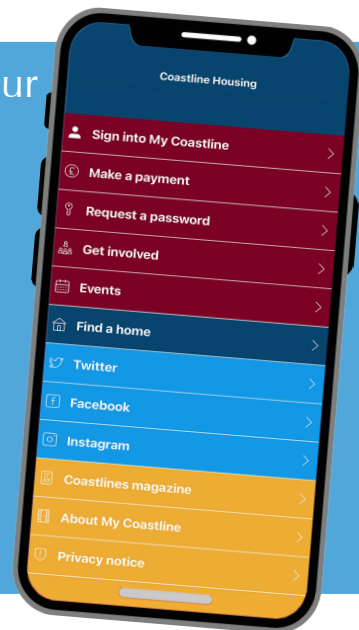 ur
Coastline Housing
Sign into My Coastline
£ Make a payment
Request a password
Get involved
Events
Find a home
Twitter
f Facebook
Instagram
Coastlines magazine
About My Coastline
Privacy notice